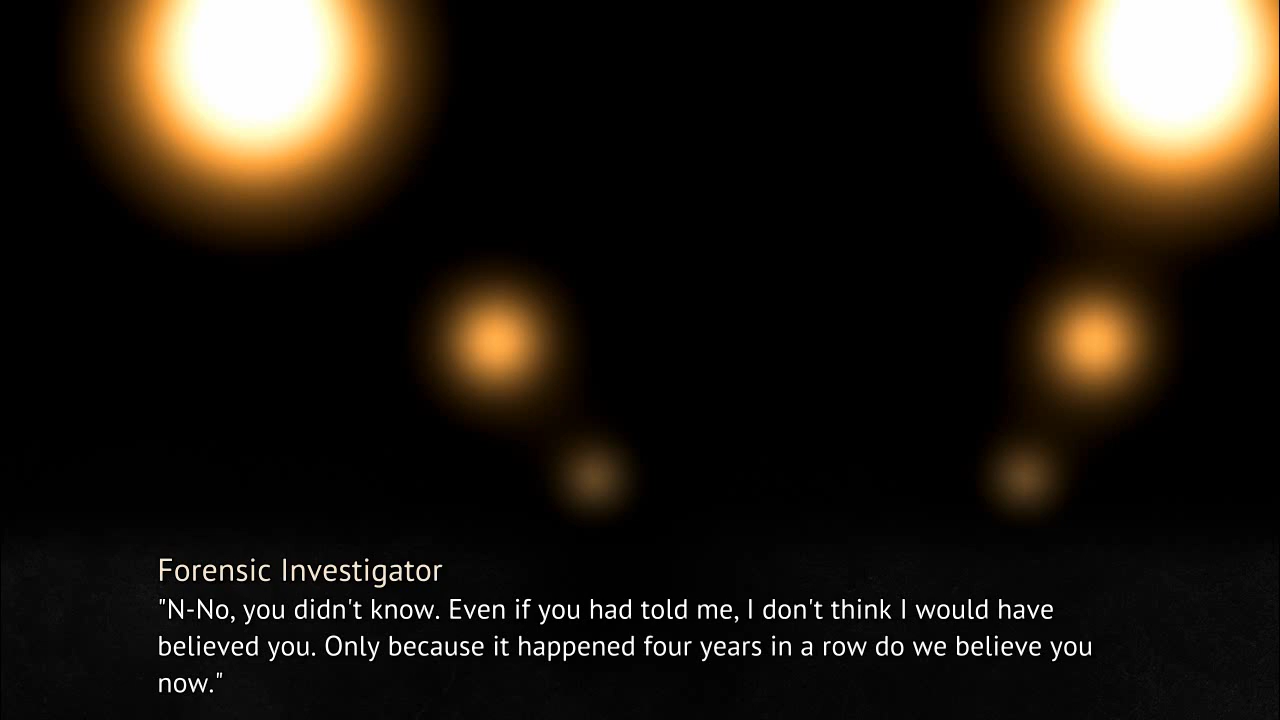 Forensic Investigator
"N-No, you didn't know. Even if you had told me, I don't think I would have
believed you. Only because it happened four years in a row do we believe you
now."